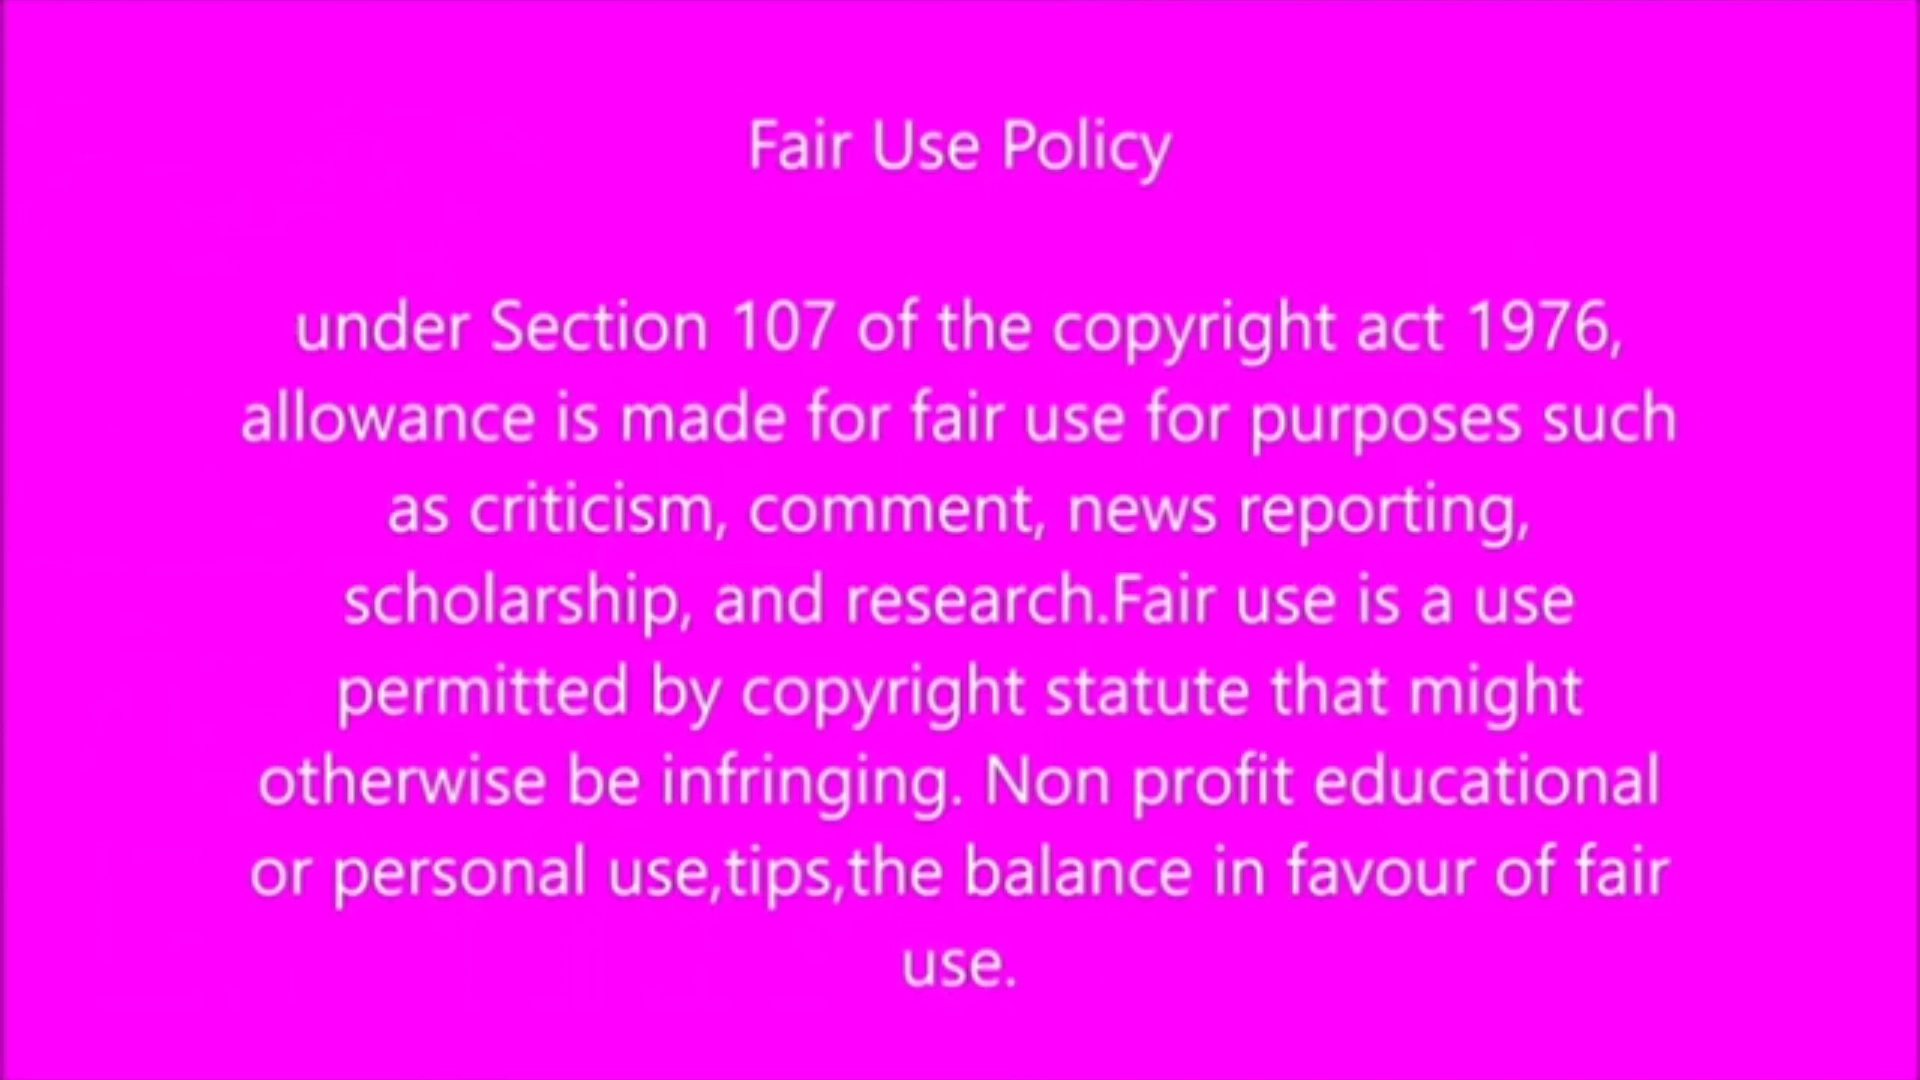 Fair Use Policy
under Section 107 of the copyright act 1976,
allowance is made for fair use for purposes such
as criticism, comment, news reporting,
scholarship, and research.Fair use is a use
permitted by copyright statute that might
otherwise be infringing. Non profit educational
or personal use,tips,the balance in favour of fair
use.